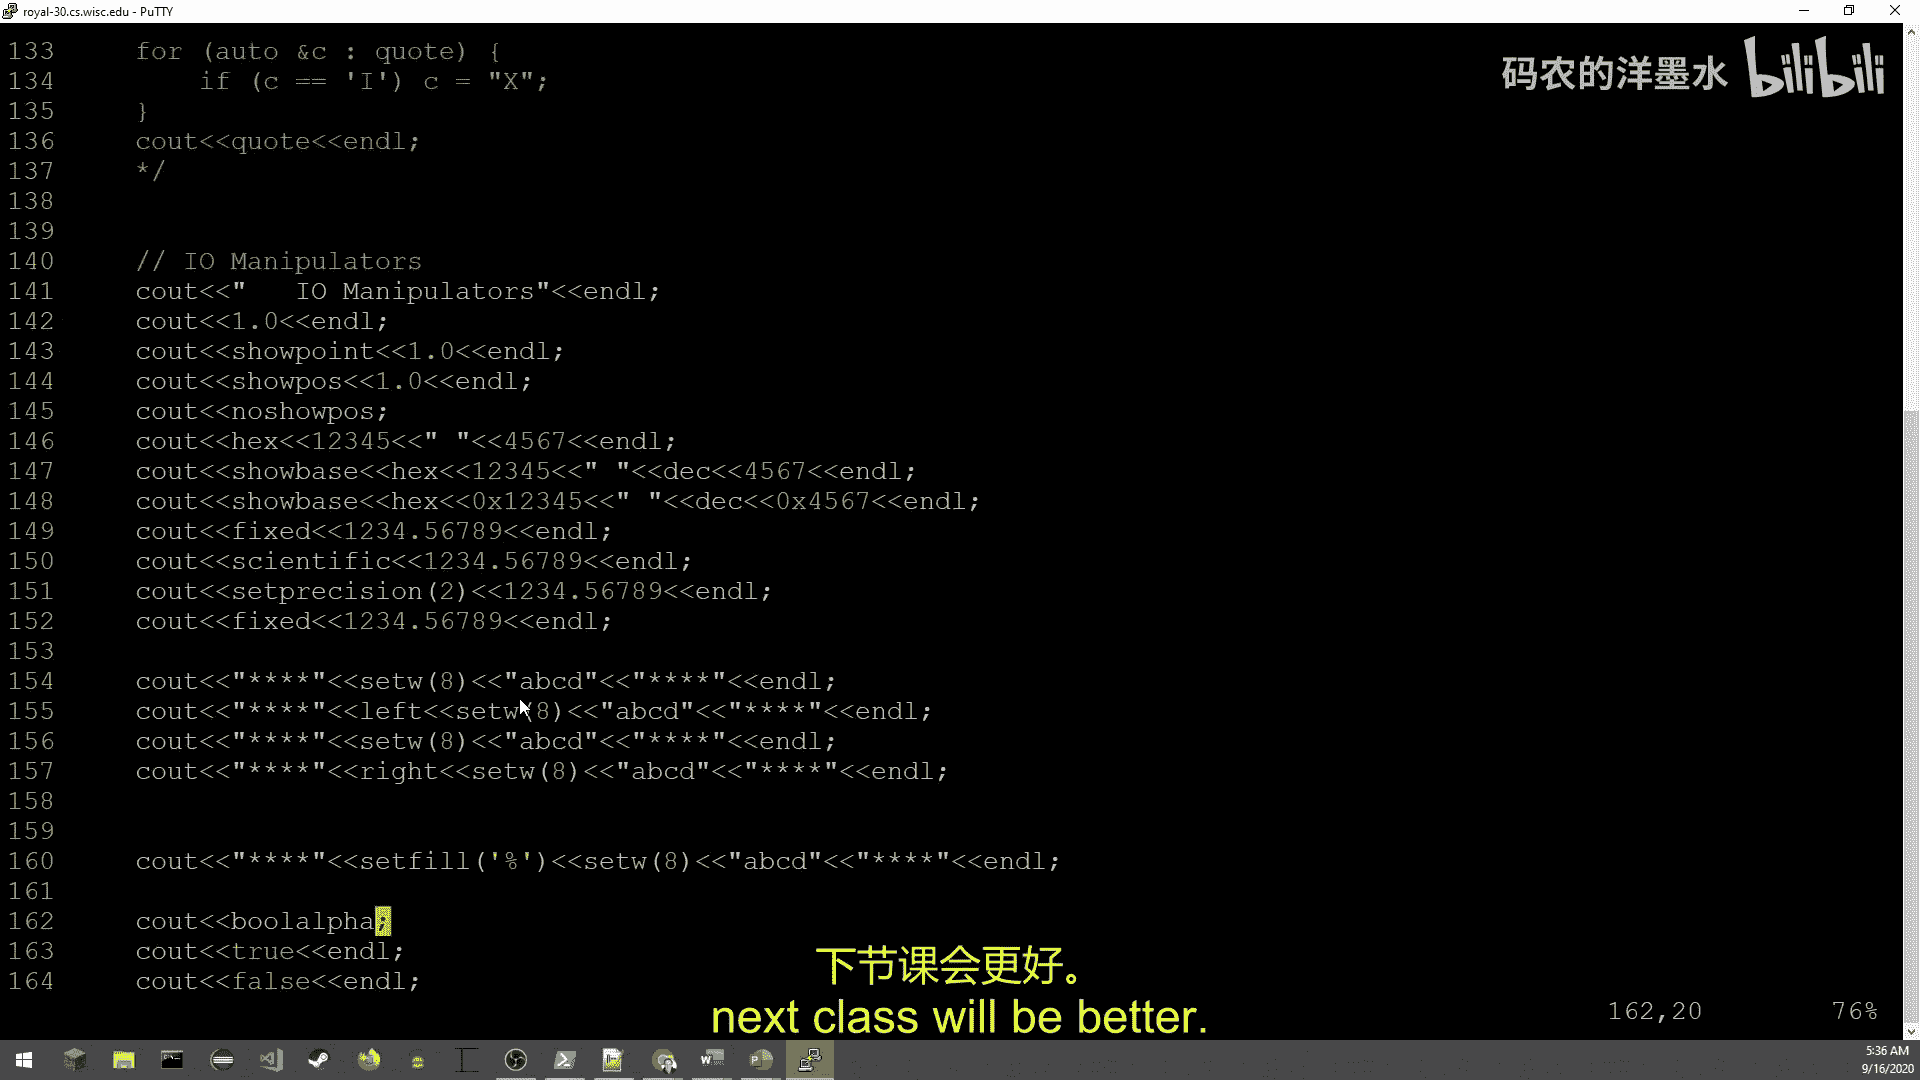 royal-30.cs.wisc.edu - PuTTY
133     for (auto &c : quote) {
134         if (c == 'I') c = "X";
135     }
136     cout<<quote<<endl;
137     */
138
139
140     // IO Manipulators
141     cout<<"   IO Manipulators"<<endl;
142     cout<<1.0<<endl;
143     cout<<showpoint<<1.0<<endl;
144     cout<<showpos<<1.0<<endl;
145     cout<<noshowpos;
146     cout<<hex<<12345<<" "<<4567<<endl;
147     cout<<showbase<<hex<<12345<<" "<<dec<<4567<<endl;
148     cout<<showbase<<hex<<0x12345<<" "<<dec<<0x4567<<endl;
149     cout<<fixed<<1234.56789<<endl;
150     cout<<scientific<<1234.56789<<endl;
151     cout<<setprecision(2)<<1234.56789<<endl;
152     cout<<fixed<<1234.56789<<endl;
153
154     cout<<"****"<<setw(8)<<"abcd"<<"****"<<endl;
155     cout<<"****"<<left<<setw(8)<<"abcd"<<"****"<<endl;
156     cout<<"****"<<setw(8)<<"abcd"<<"****"<<endl;
157     cout<<"****"<<right<<setw(8)<<"abcd"<<"****"<<endl;
158
159
160     cout<<"****"<<setfill('%')<<setw(8)<<"abcd"<<"****"<<endl;
161
162     cout<<boolalpha;
163     cout<<true<<endl;
164     cout<<false<<endl;
码农的洋墨水 bilibili
下节课会更好。
next class will be better.
162,20 76%
5:36 AM
9/16/2020